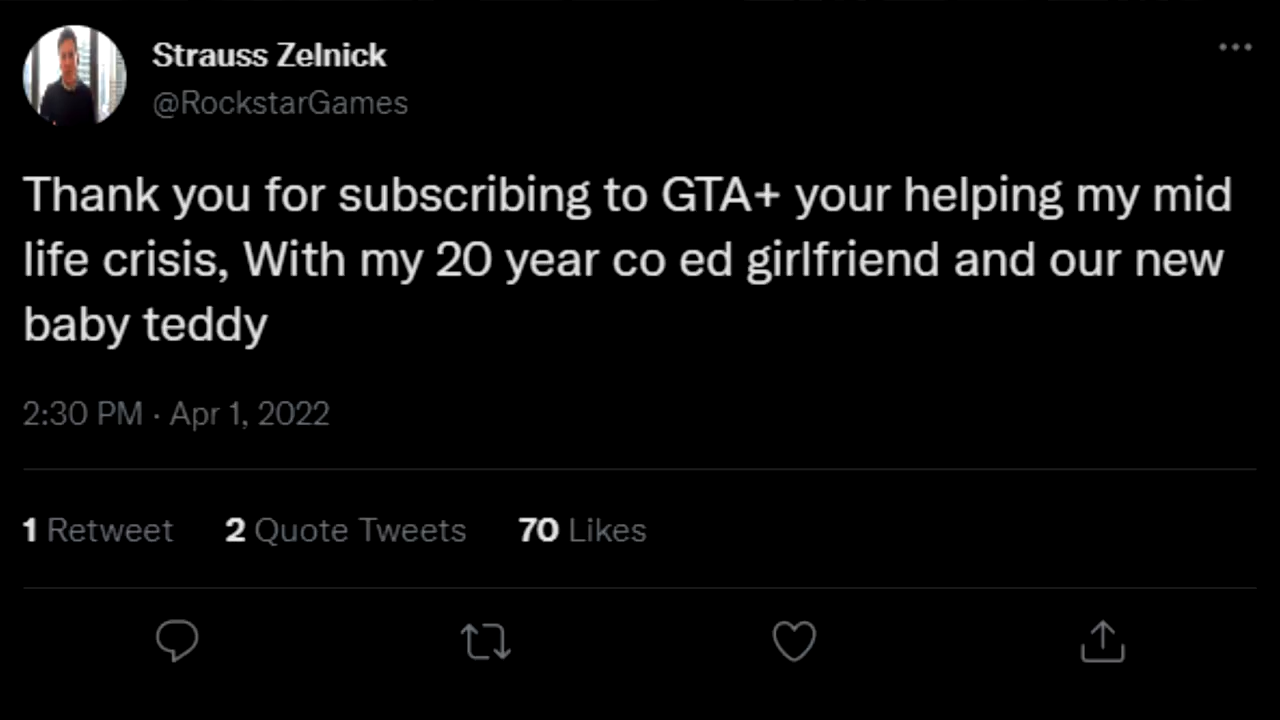 Strauss Zelnick
@RockstarGames
Thank you for subscribing to GTA+ your helping my mid
life crisis, With my 20 year co ed girlfriend and our new
baby teddy
2:30 PM · Apr 1, 2022
1 Retweet 2 Quote Tweets 70 Likes